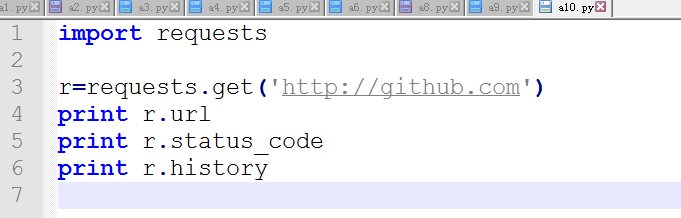 a1. py a2. py a3. py a4. py a5. py a6. py a7. py a8. py a9. py a10. py
1 import requests
2
3 r=requests.get('http://github.com')
4 print r.url
5 print r.status_code
6 print r.history
7